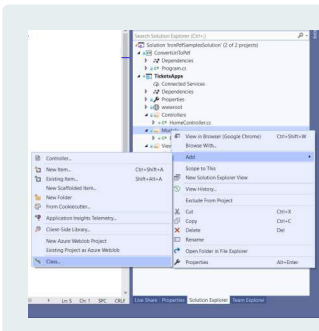 Search Solution Explorer (Ctrl+;)
Solution 'IronPdfSamplesSolution' (2 of 2 projects)
ConvertUrlToPdf
Dependencies
Program.cs
TicketsApps
Connected Services
Dependencies
Properties
wwwroot
Controllers
HomeController.cs
View in Browser (Google Chrome) Ctrl+Shift+W
Browse With...
Add
Scope to This
New Solution Explorer View
View History...
Exclude From Project
Cut Ctrl+X
Copy Ctrl+C
Delete Del
Rename
Open Folder in File Explorer
Properties Alt+Enter
Controller...
New Item... Ctrl+Shift+A
Existing Item... Shift+Alt+A
New Scaffolded Item...
New Folder
From Cookiecutter...
Application Insights Telemetry...
Client-Side Library...
New Azure WebJob Project
Existing Project as Azure WebJob
Class...
Ln: 5 Ch: 1 SPC CRLF
Live Share Properties Solution Explorer Team Explorer